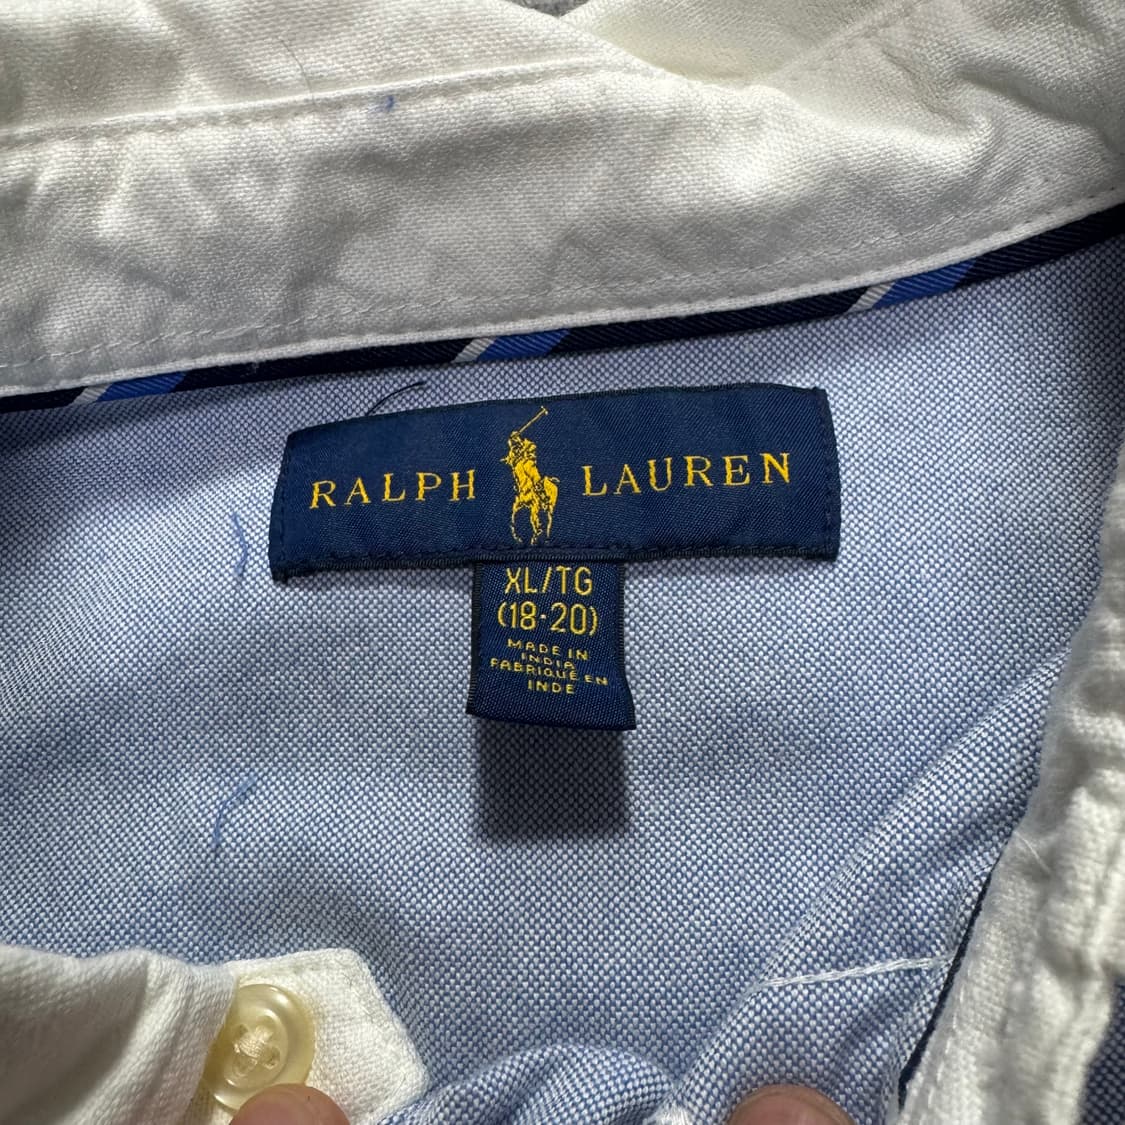 RALPH LAUREN
XL/TG
(18-20)
MADE IN
INDIA
FABRIQUÉ EN
INDE